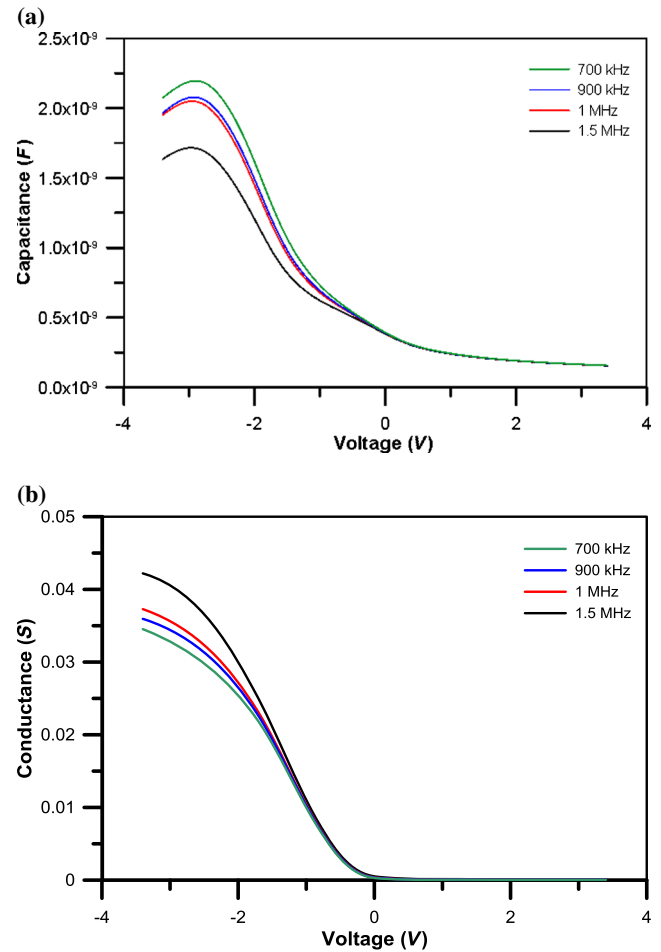 (a)
2.5x10⁻⁹
2.0x10⁻⁹
1.5x10⁻⁹
1.0x10⁻⁹
0.5x10⁻⁹
0.0x10⁻⁹
Capacitance (F)
700 kHz
900 kHz
1 MHz
1.5 MHz
-4 -2 0 2 4
Voltage (V)
(b)
0.05
0.04
0.03
0.02
0.01
0
Conductance (S)
700 kHz
900 kHz
1 MHz
1.5 MHz
-4 -2 0 2 4
Voltage (V)